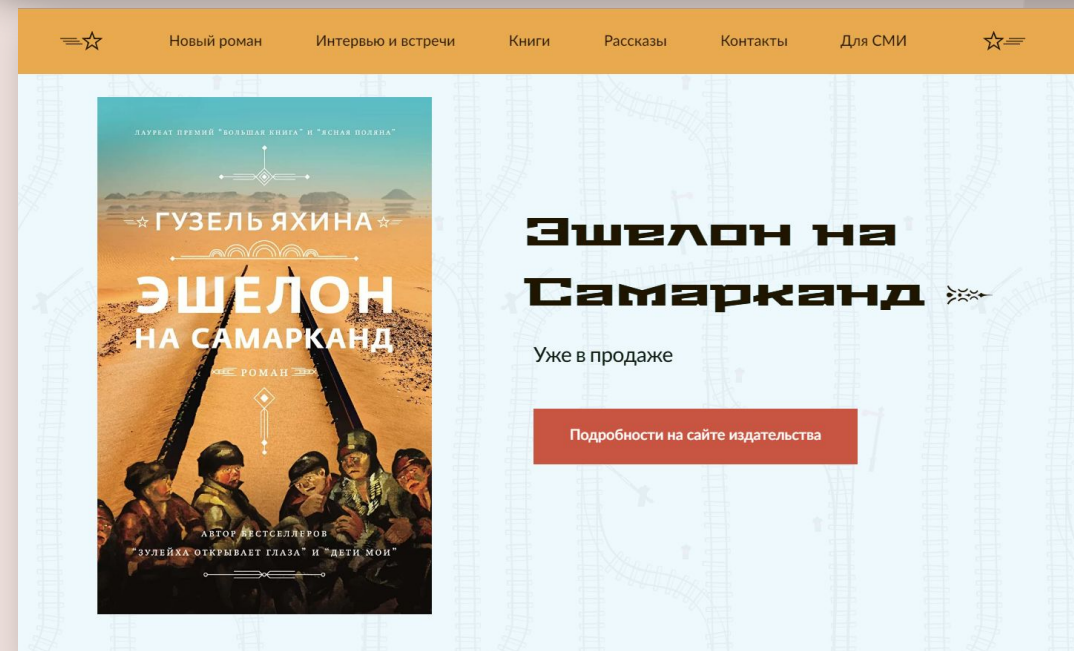 Новый роман Интервью и встречи Книги Рассказы Контакты Для СМИ
ЛАУРЕАТ ПРЕМИЙ "БОЛЬШАЯ КНИГА" И "ЯСНАЯ ПОЛЯНА"
ГУЗЕЛЬ ЯХИНА
ЭШЕЛОН
НА САМАРКАНД
РОМАН
АВТОР БЕСТСЕЛЛЕРОВ
"ЗУЛЕЙХА ОТКРЫВАЕТ ГЛАЗА" И "ДЕТИ МОИ"
Эшелон на
Самарканд
Уже в продаже
Подробности на сайте издательства